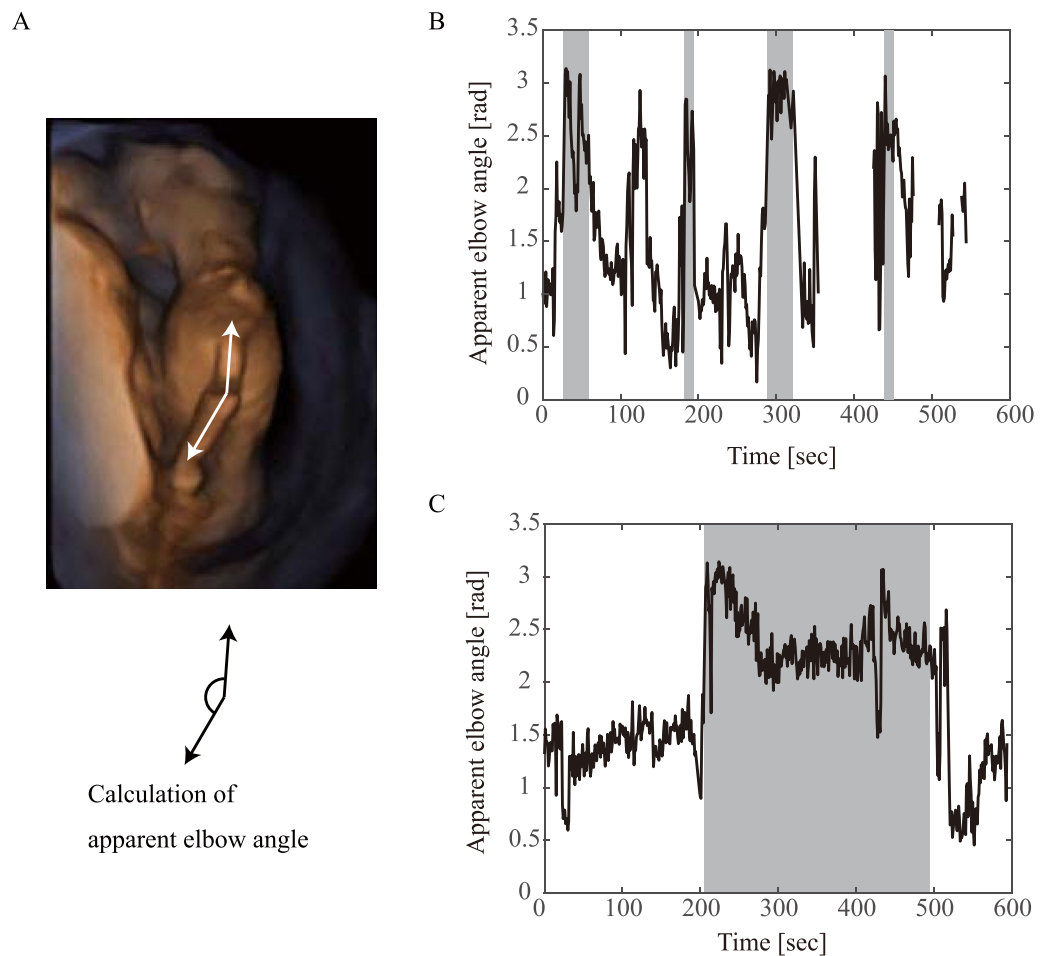 A
Calculation of
apparent elbow angle
B
Apparent elbow angle [rad]
3.5
3
2.5
2
1.5
1
0.5
0
0 100 200 300 400 500 600
Time [sec]
C
Apparent elbow angle [rad]
3.5
3
2.5
2
1.5
1
0.5
0
0 100 200 300 400 500 600
Time [sec]